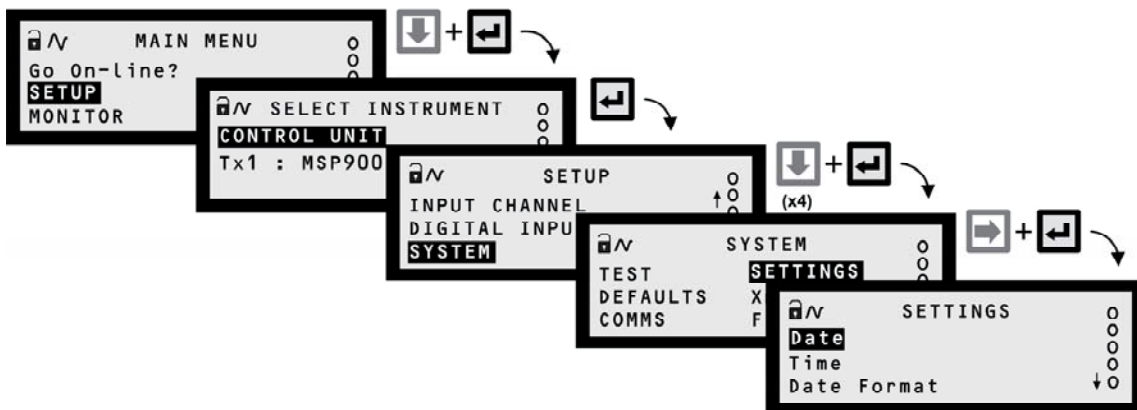 MAIN MENU
Go On-line?
SETUP
MONITOR
+
SELECT INSTRUMENT
CONTROL UNIT
Tx1 : MSP900
SETUP
INPUT CHANNEL
DIGITAL INPU
SYSTEM
+
(x4)
SYSTEM
TEST SETTINGS
DEFAULTS X
COMMS F
+
SETTINGS
Date
Time
Date Format